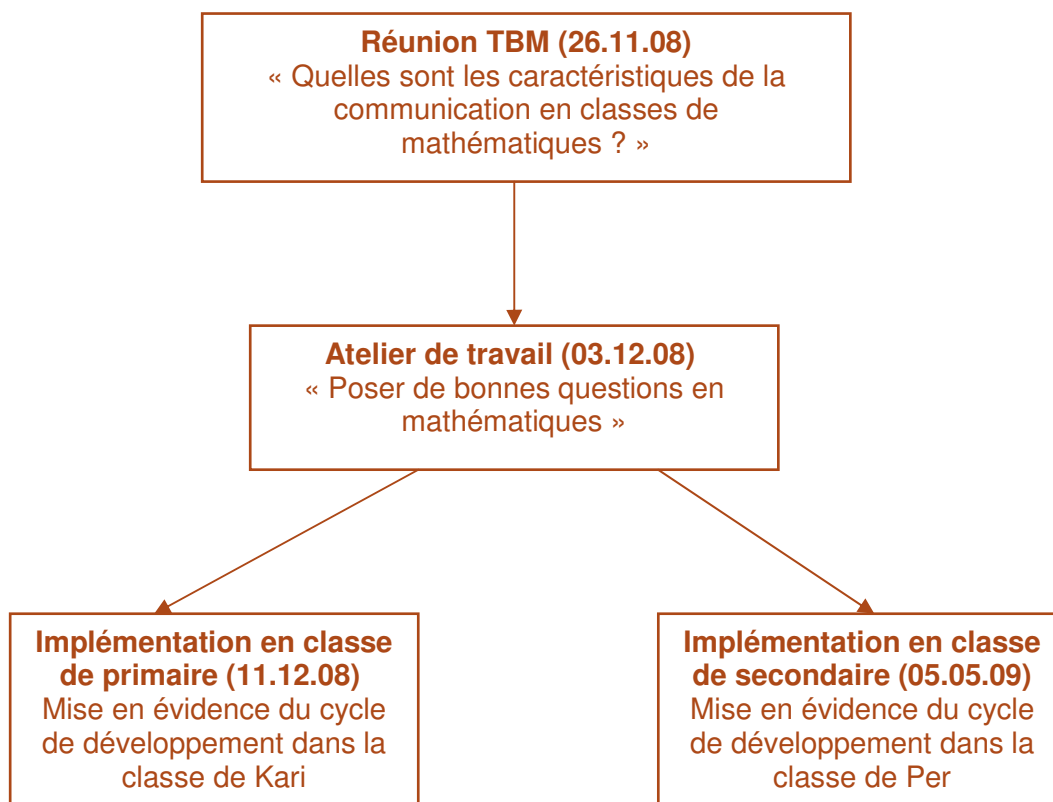 Réunion TBM (26.11.08)
« Quelles sont les caractéristiques de la
communication en classes de
mathématiques ? »
Atelier de travail (03.12.08)
« Poser de bonnes questions en
mathématiques »
Implémentation en classe
de primaire (11.12.08)
Mise en évidence du cycle
de développement dans la
classe de Kari
Implémentation en classe
de secondaire (05.05.09)
Mise en évidence du cycle
de développement dans la
classe de Per